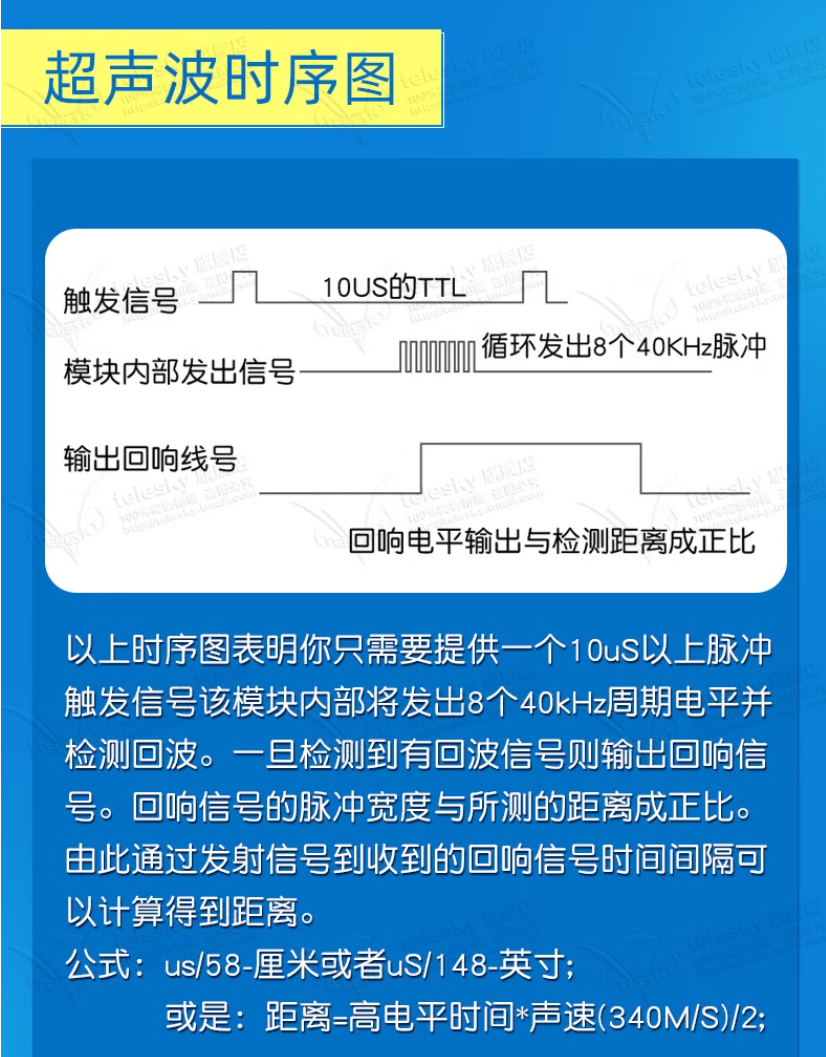 超声波时序图
触发信号
10US的TTL
模块内部发出信号
循环发出8个40KHz脉冲
输出回响线号
回响电平输出与检测距离成正比
以上时序图表明你只需要提供一个10uS以上脉冲
触发信号该模块内部将发出8个40kHz周期电平并
检测回波。一旦检测到有回波信号则输出回响信
号。回响信号的脉冲宽度与所测的距离成正比。
由此通过发射信号到收到的回响信号时间间隔可
以计算得到距离。
公式：us/58-厘米或者uS/148-英寸;
或是：距离=高电平时间*声速(340M/S)/2;
telesky 旗舰店